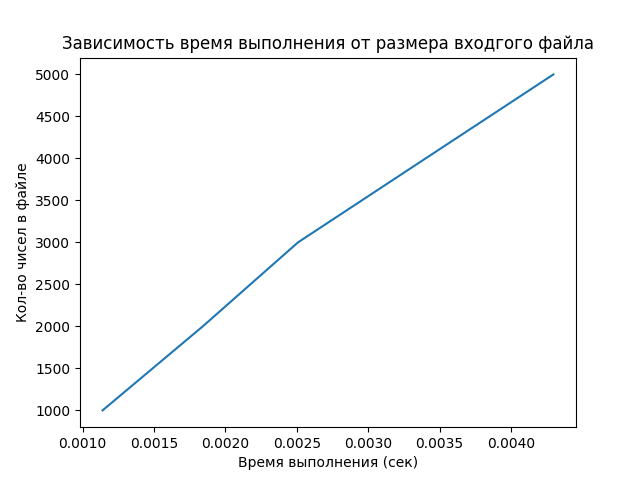 Зависимость время выполнения от размера входгого файла
5000
4500
4000
3500
3000
2500
2000
1500
1000
Кол-во чисел в файле
0.0010 0.0015 0.0020 0.0025 0.0030 0.0035 0.0040
Время выполнения (сек)